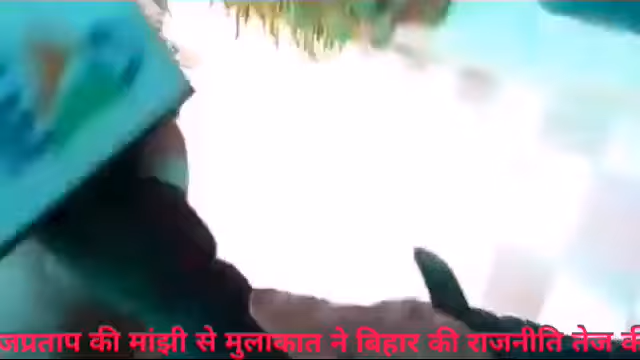 जप्रताप की मांझी से मुलाकात ने बिहार की राजनीति तेज की